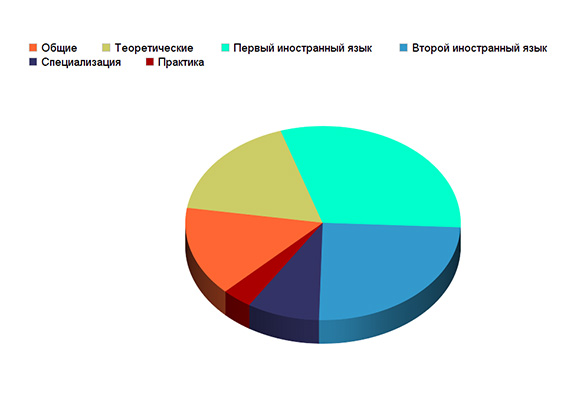 Общие Теоретические Первый иностранный язык Второй иностранный язык
Специализация Практика